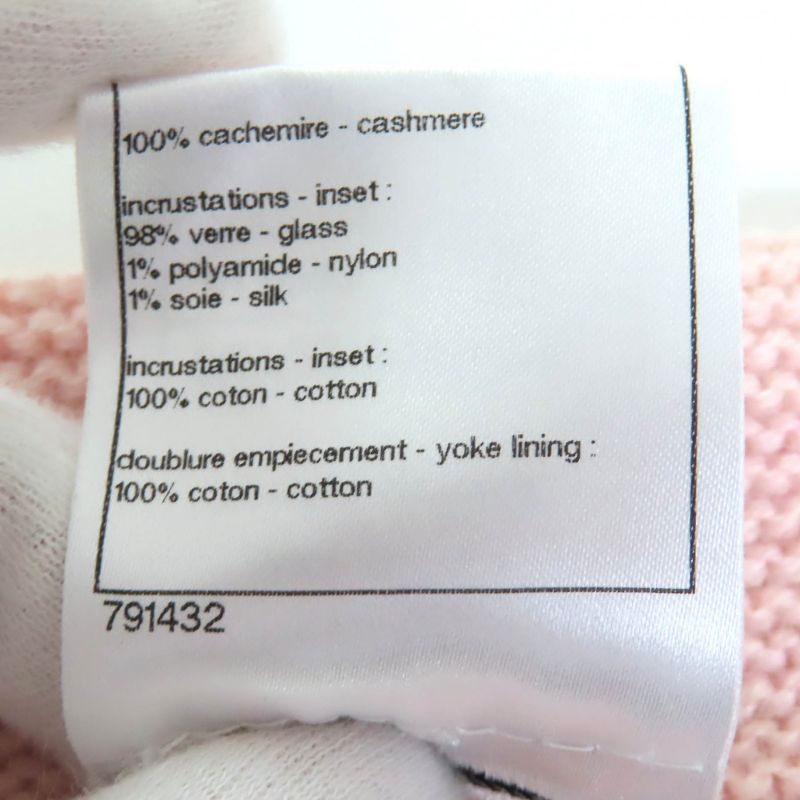 100% cachemire - cashmere
incrustations - inset :
98% verre - glass
1% polyamide - nylon
1% soie - silk
incrustations - inset :
100% coton - cotton
doublure empiecement - yoke lining :
100% coton - cotton
791432